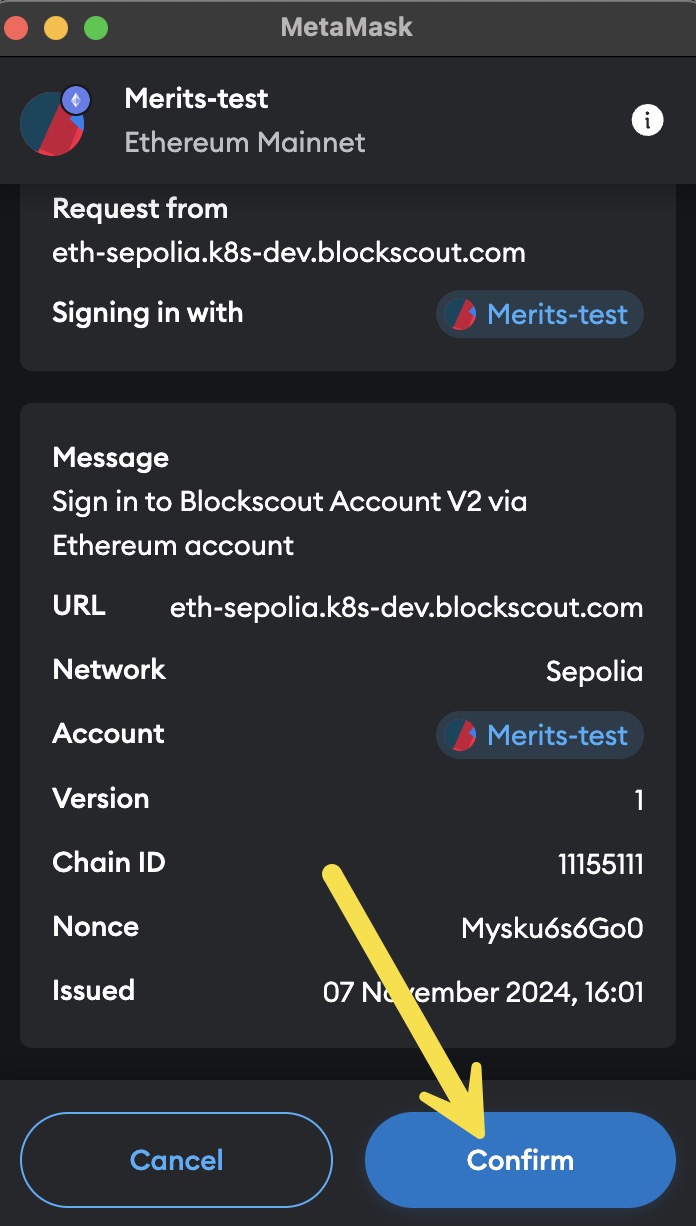 MetaMask
Merits-test
Ethereum Mainnet
Request from
eth-sepolia.k8s-dev.blockscout.com
Signing in with Merits-test
Message
Sign in to Blockscout Account V2 via
Ethereum account
URL eth-sepolia.k8s-dev.blockscout.com
Network Sepolia
Account Merits-test
Version 1
Chain ID 11155111
Nonce Mysku6s6Go0
Issued 07 November 2024, 16:01
Cancel Confirm